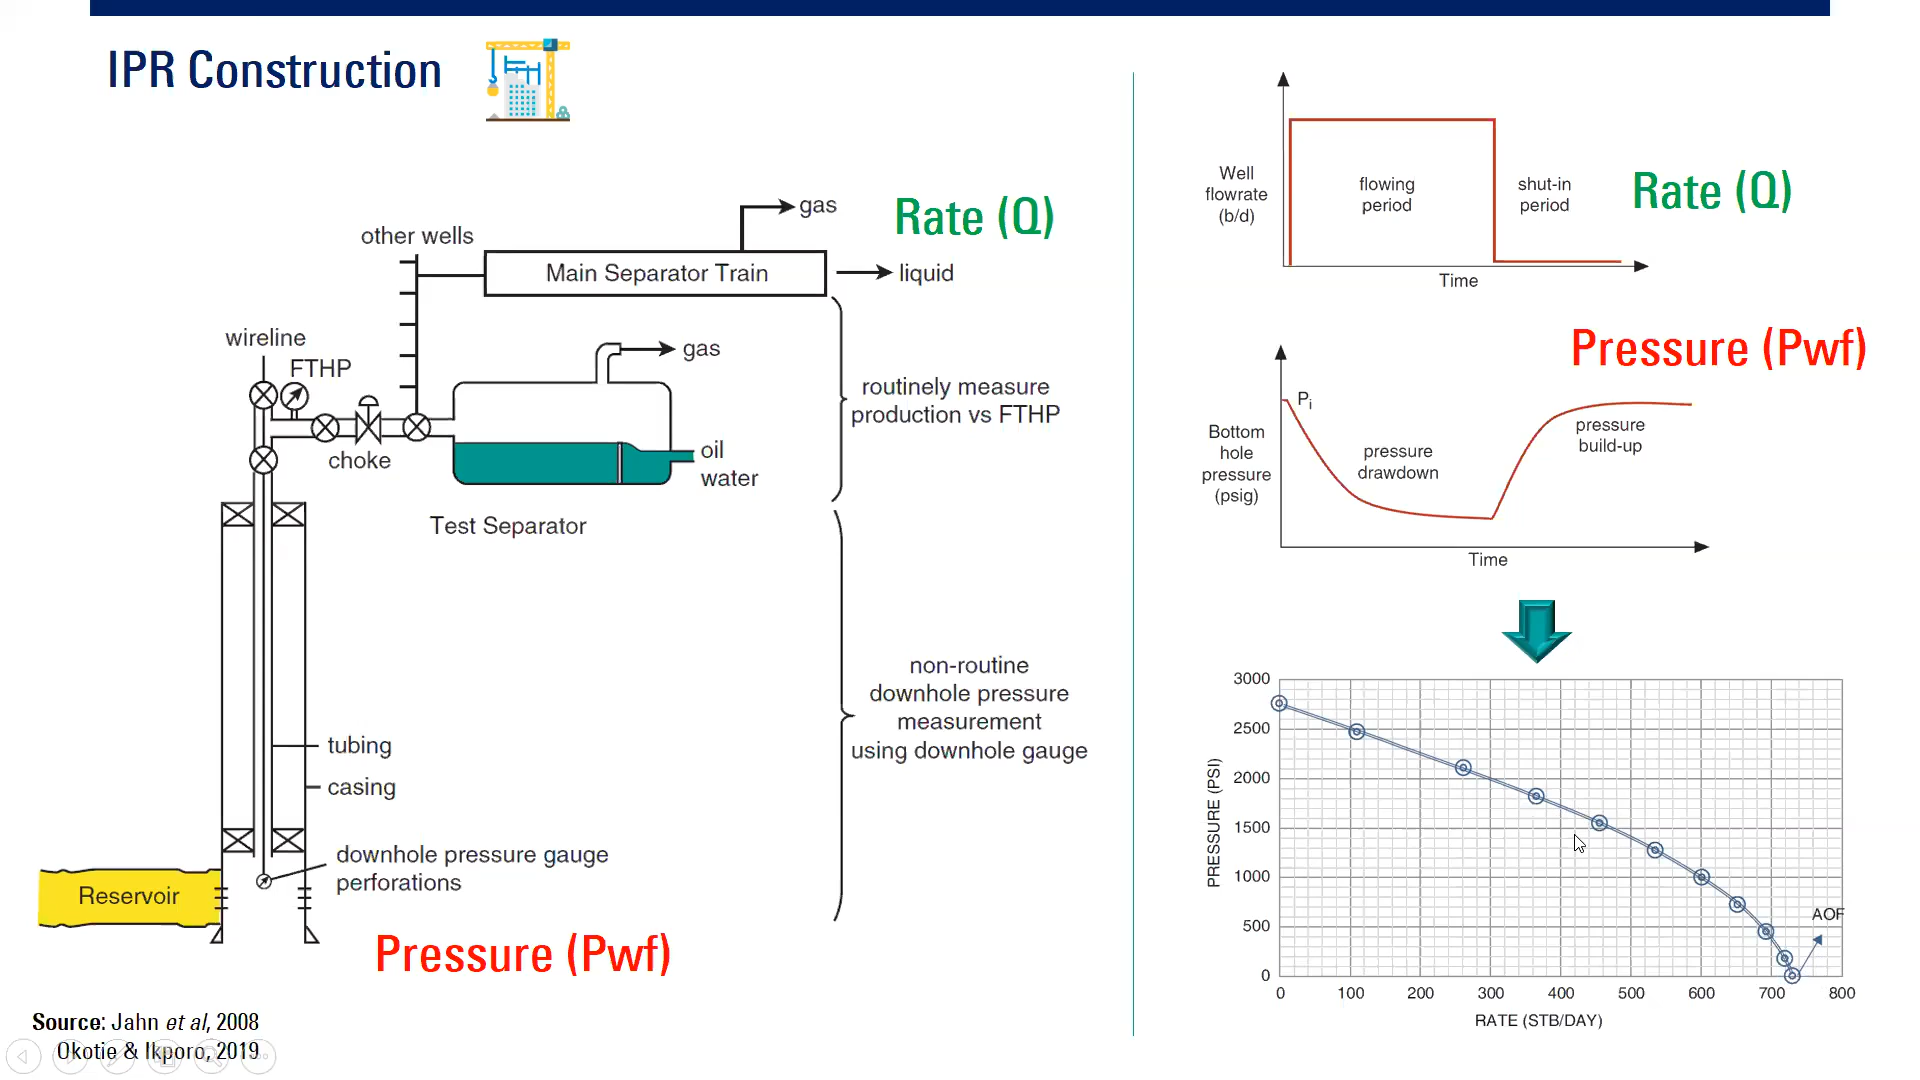 IPR Construction
gas
Rate (Q)
other wells
Main Separator Train
liquid
wireline
FTHP
gas
routinely measure
production vs FTHP
choke
oil
water
Test Separator
non-routine
downhole pressure
measurement
using downhole gauge
tubing
casing
downhole pressure gauge
perforations
Reservoir
Pressure (Pwf)
Source: Jahn et al, 2008
Okotie & Ikporo, 2019
Well
flowrate
(b/d)
flowing
period
shut-in
period
Rate (Q)
Time
Pressure (Pwf)
Pi
Bottom
hole
pressure
(psig)
pressure
drawdown
pressure
build-up
Time
3000
2500
2000
1500
1000
500
0
PRESSURE (PSI)
AOF
0 100 200 300 400 500 600 700 800
RATE (STB/DAY)